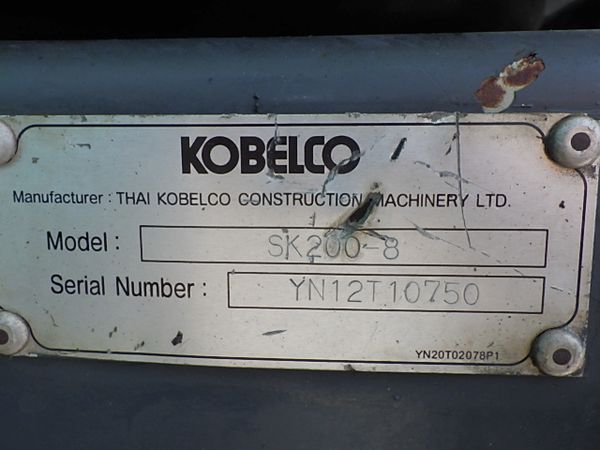 KOBELCO
Manufacturer : THAI KOBELCO CONSTRUCTION MACHINERY LTD.
Model : SK200-8
Serial Number : YN12T10750
YN20T02078P1